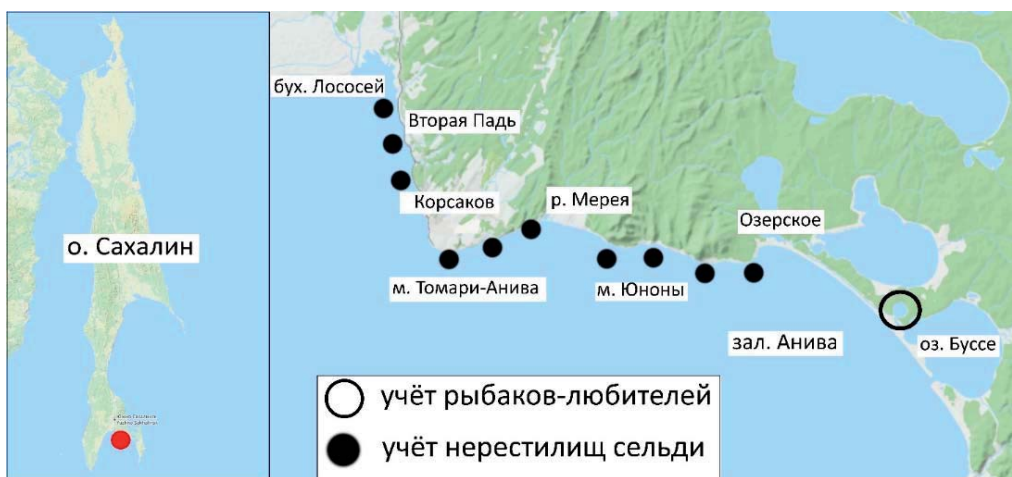 о. Сахалин
бух. Лососей
Вторая Падь
Корсаков
р. Мерея
Озерское
м. Томари-Анива
м. Юноны
зал. Анива
оз. Буссе
учёт рыбаков-любителей
учёт нерестилищ сельди